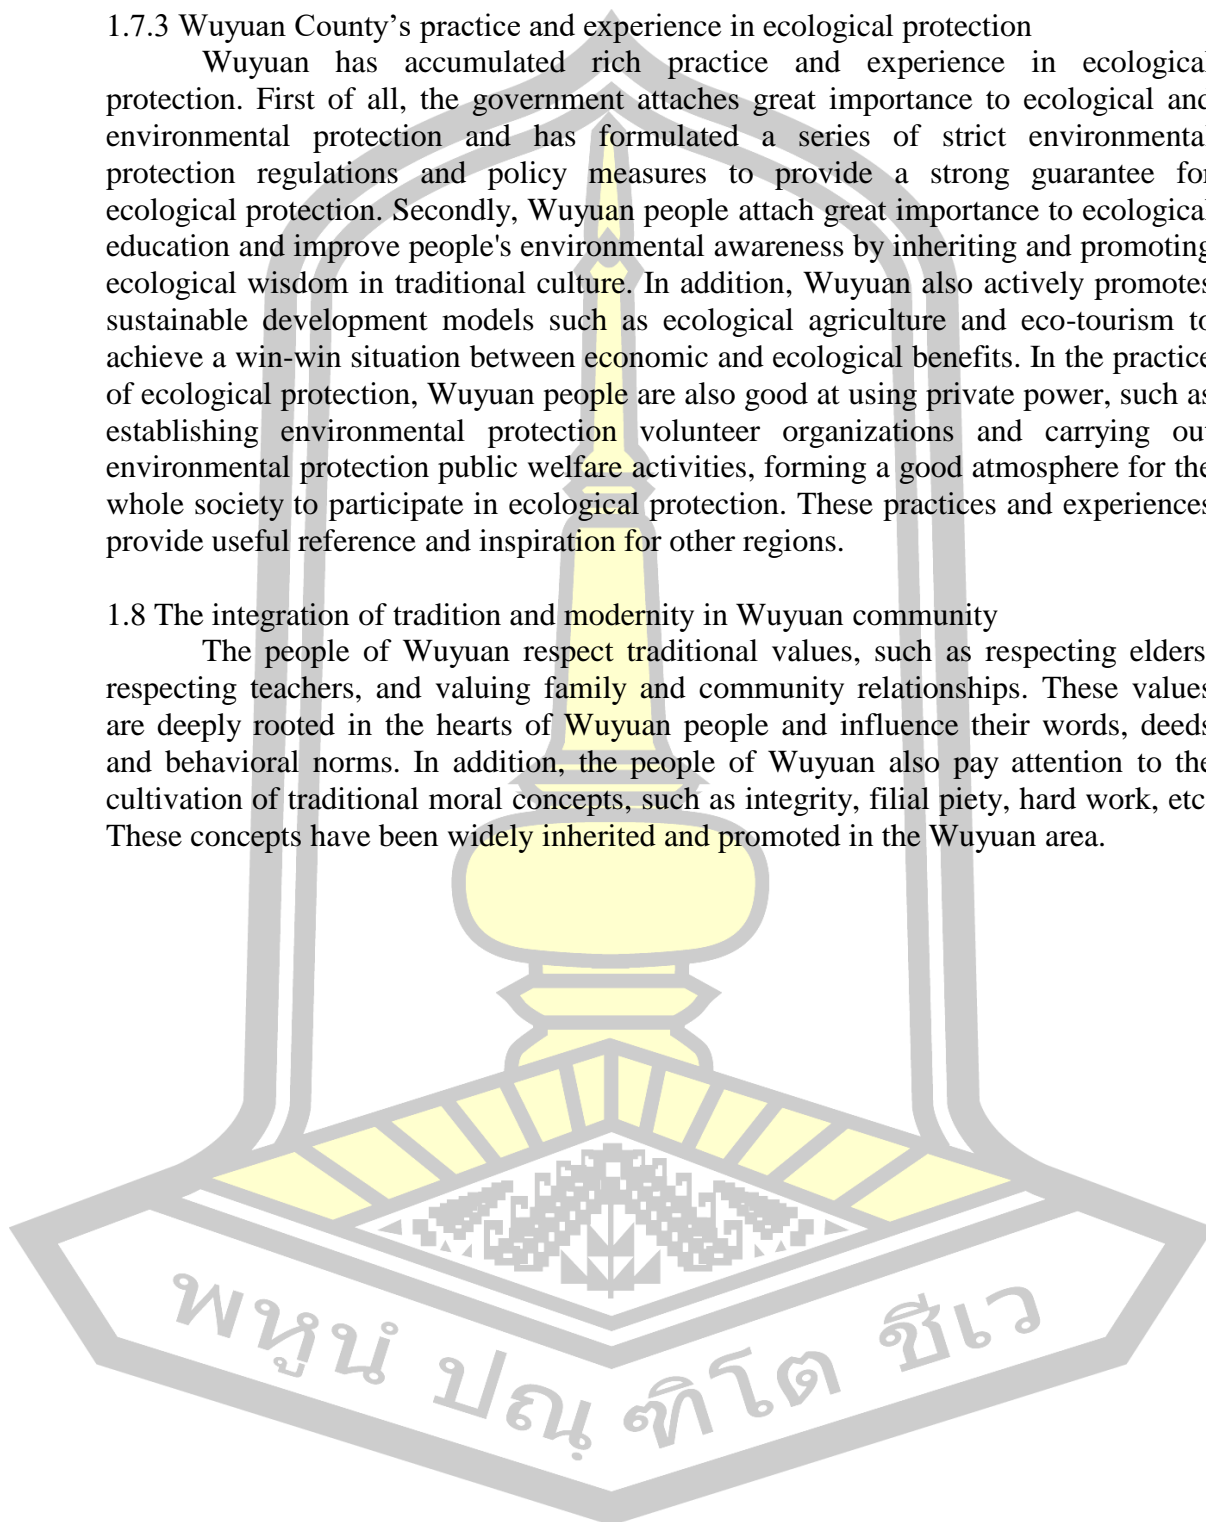 1.7.3 Wuyuan County’s practice and experience in ecological protection
Wuyuan has accumulated rich practice and experience in ecological
protection. First of all, the government attaches great importance to ecological and
environmental protection and has formulated a series of strict environmental
protection regulations and policy measures to provide a strong guarantee for
ecological protection. Secondly, Wuyuan people attach great importance to ecological
education and improve people's environmental awareness by inheriting and promoting
ecological wisdom in traditional culture. In addition, Wuyuan also actively promotes
sustainable development models such as ecological agriculture and eco-tourism to
achieve a win-win situation between economic and ecological benefits. In the practice
of ecological protection, Wuyuan people are also good at using private power, such as
establishing environmental protection volunteer organizations and carrying out
environmental protection public welfare activities, forming a good atmosphere for the
whole society to participate in ecological protection. These practices and experiences
provide useful reference and inspiration for other regions.
1.8 The integration of tradition and modernity in Wuyuan community
The people of Wuyuan respect traditional values, such as respecting elders
respecting teachers, and valuing family and community relationships. These values
are deeply rooted in the hearts of Wuyuan people and influence their words, deeds
and behavioral norms. In addition, the people of Wuyuan also pay attention to the
cultivation of traditional moral concepts, such as integrity, filial piety, hard work, etc
These concepts have been widely inherited and promoted in the Wuyuan area.
พหูนํ ปณฺฑิโต ชีเว